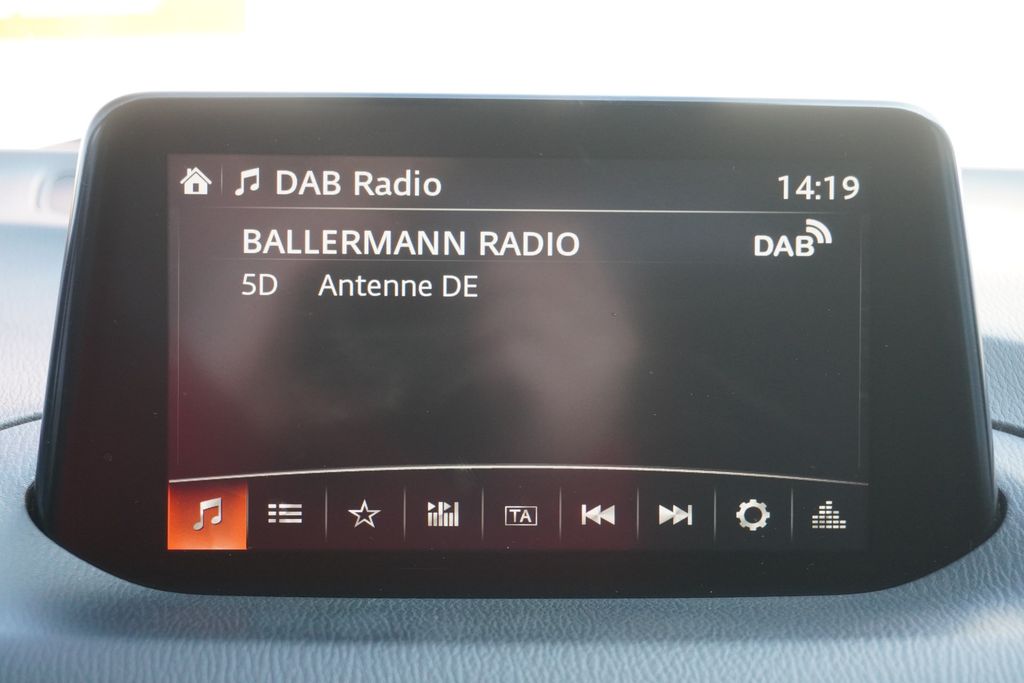 DAB Radio 14:19
BALLERMANN RADIO DAB
5D Antenne DE
TA